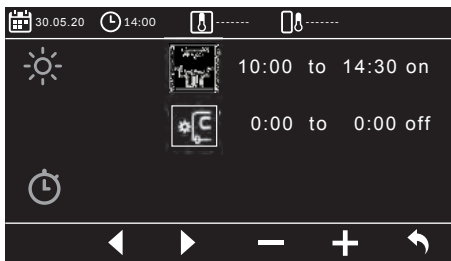 30.05.20 14:00 ------- ------
10:00 to 14:30 on
0:00 to 0:00 off